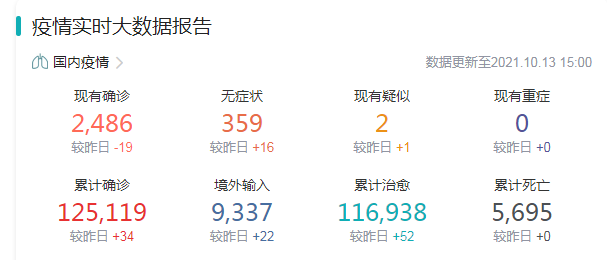 疫情实时大数据报告
国内疫情 数据更新至2021.10.13 15:00
现有确诊 无症状 现有疑似 现有重症
2,486 359 2 0
较昨日 -19 较昨日 +16 较昨日 +1 较昨日 +0
累计确诊 境外输入 累计治愈 累计死亡
125,119 9,337 116,938 5,695
较昨日 +34 较昨日 +22 较昨日 +52 较昨日 +0